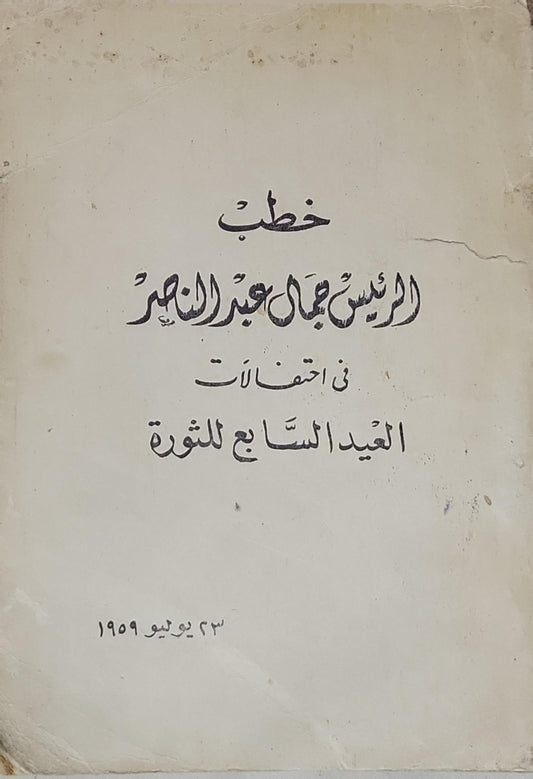 خطب
الرئيس جمال عبد الناصر
فى احتفالات
العيد السابع للثورة
٢٣ يوليو ١٩٥٩